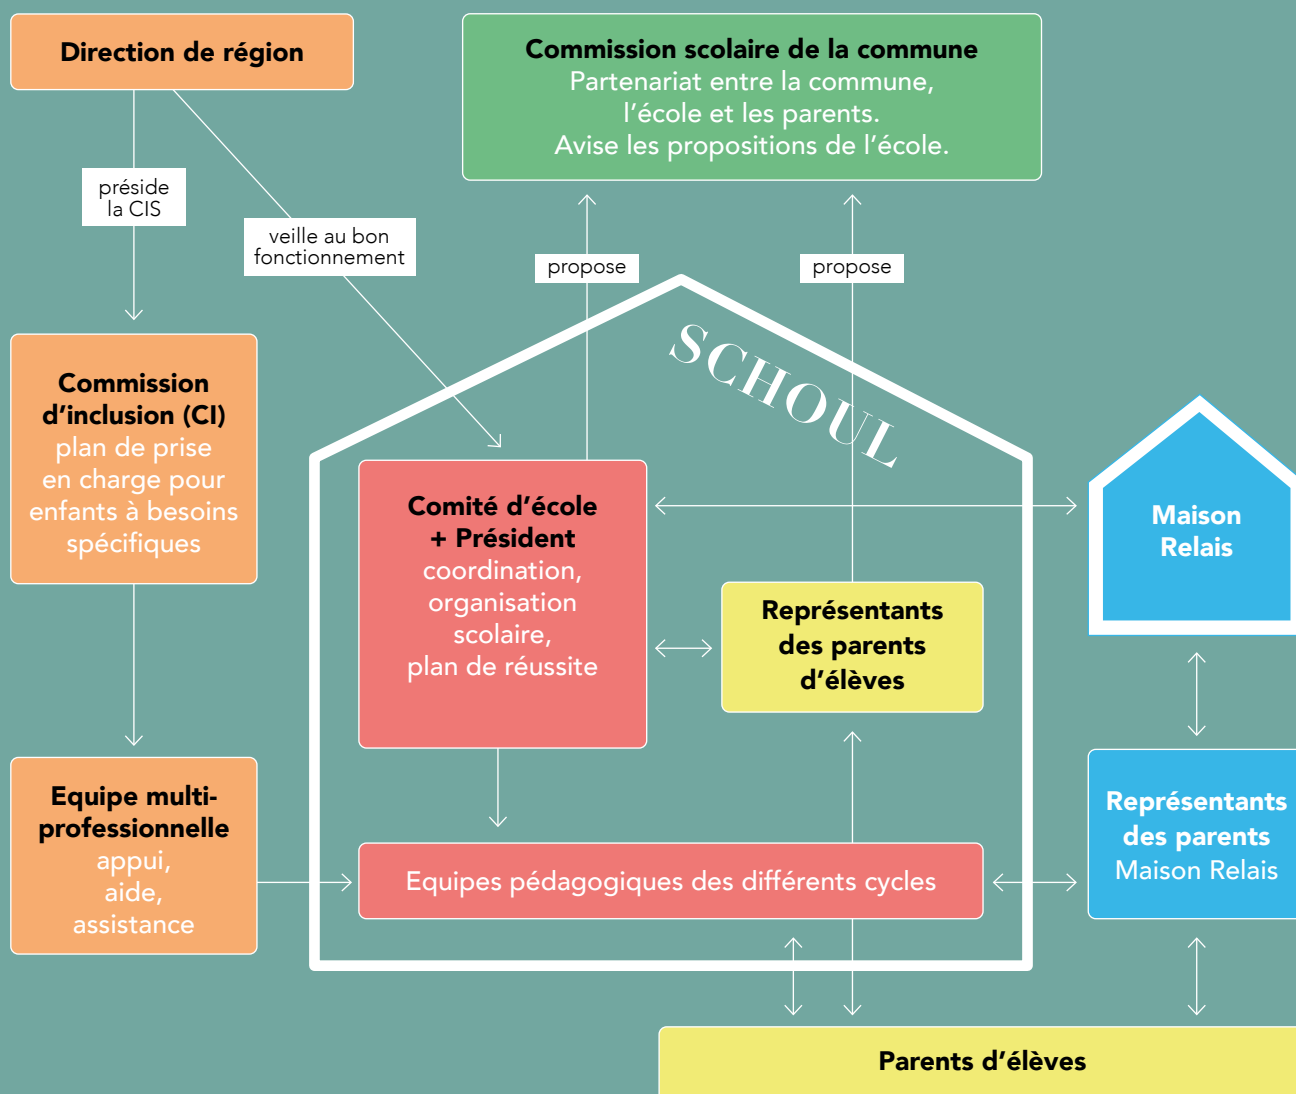 Direction de région
Commission scolaire de la commune
Partenariat entre la commune,
l'école et les parents.
Avise les propositions de l'école.
préside
la CIS
veille au bon
fonctionnement
propose
propose
SCHOUL
Commission
d'inclusion (CI)
plan de prise
en charge pour
enfants à besoins
spécifiques
Comité d'école
+ Président
coordination,
organisation
scolaire,
plan de réussite
Maison
Relais
Représentants
des parents
d'élèves
Equipe multi-
professionnelle
appui,
aide,
assistance
Equipes pédagogiques des différents cycles
Représentants
des parents
Maison Relais
Parents d'élèves